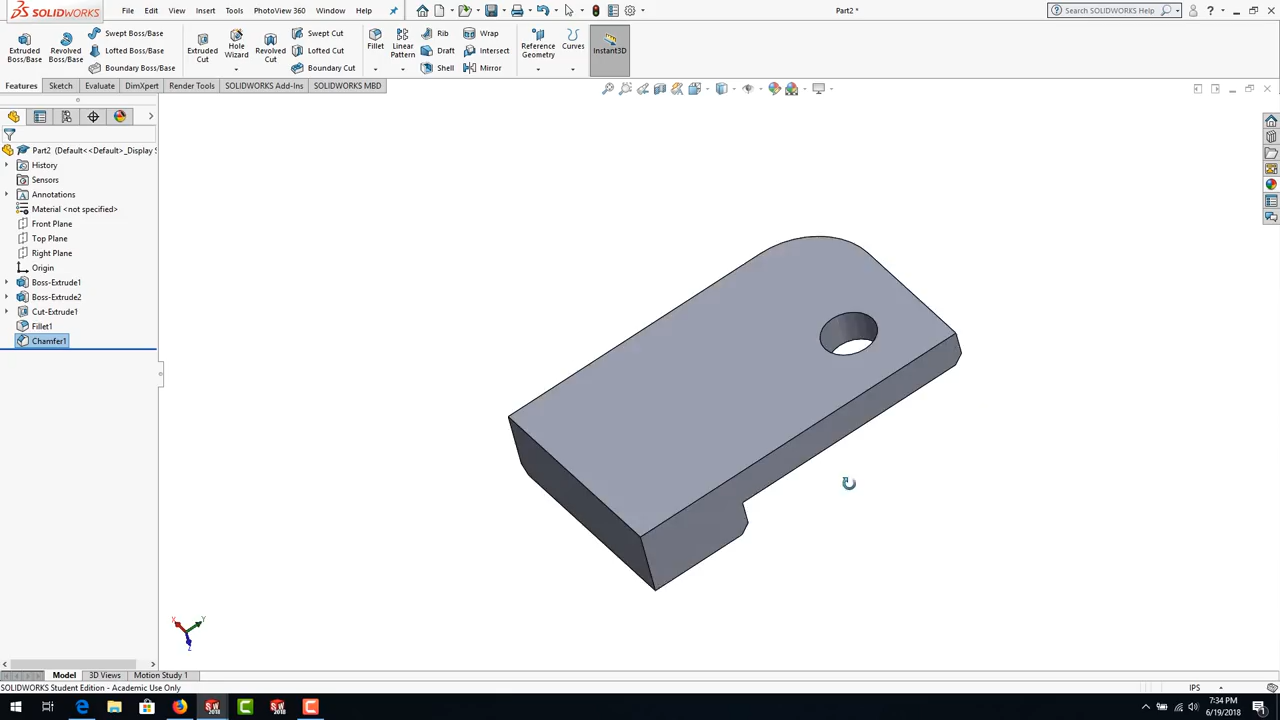 SOLIDWORKS
File Edit View Insert Tools PhotoView 360 Window Help
Part2 *
Search SOLIDWORKS Help
Extruded Boss/Base
Revolved Boss/Base
Swept Boss/Base
Lofted Boss/Base
Boundary Boss/Base
Extruded Cut
Hole Wizard
Revolved Cut
Swept Cut
Lofted Cut
Boundary Cut
Fillet
Linear Pattern
Rib
Draft
Shell
Wrap
Intersect
Mirror
Reference Geometry
Curves
Instant3D
Features Sketch Evaluate DimXpert Render Tools SOLIDWORKS Add-Ins SOLIDWORKS MBD
Part2 (Default<<Default>_Display S
History
Sensors
Annotations
Material <not specified>
Front Plane
Top Plane
Right Plane
Origin
Boss-Extrude1
Boss-Extrude2
Cut-Extrude1
Fillet1
Chamfer1
X Y
Z
Model 3D Views Motion Study 1
SOLIDWORKS Student Edition - Academic Use Only
IPS
7:34 PM
6/19/2018